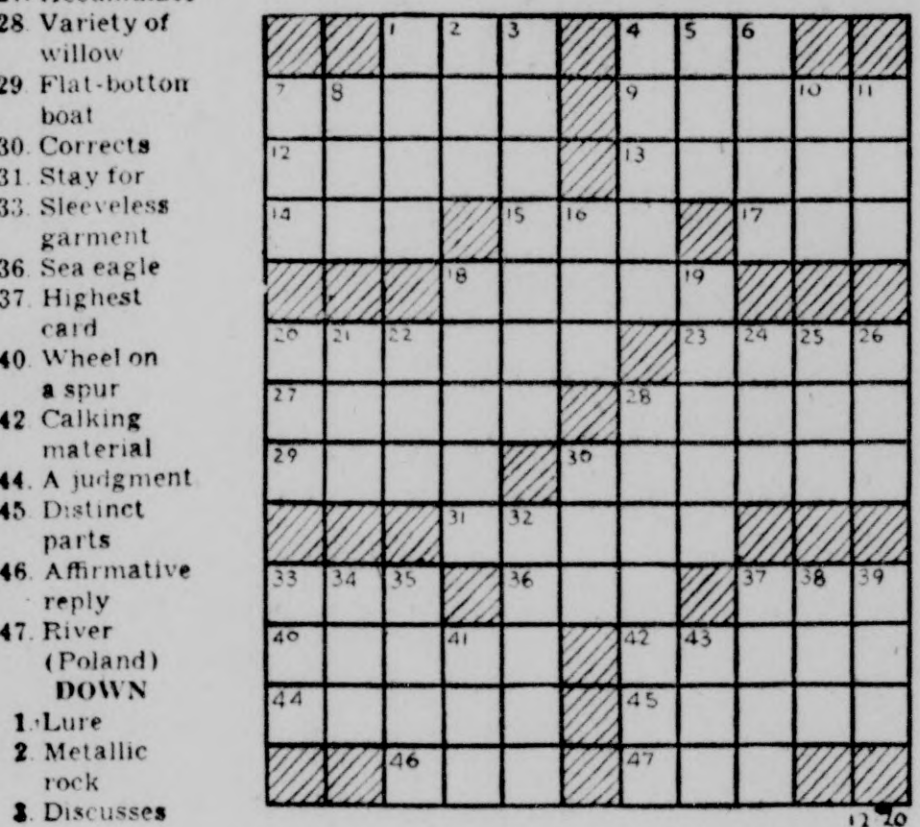 28. Variety of
willow
29. Flat-botton
boat
30. Corrects
31. Stay for
33. Sleeveless
garment
36. Sea eagle
37. Highest
card
40. Wheel on
a spur
42. Calking
material
44. A judgment
45. Distinct
parts
46. Affirmative
reply
47. River
(Poland)
DOWN
1. Lure
2. Metallic
rock
3. Discusses
1 2 3 4 5 6
7 8 9 10 11
12 13
14 15 16 17
18 19
20 21 22 23 24 25 26
27 28
29 30
31 32
33 34 35 36 37 38 39
40 41 42 43
44 45
46 47
12-20